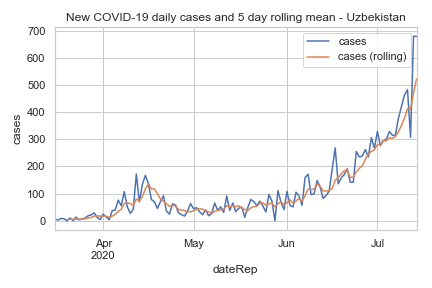 New COVID-19 daily cases and 5 day rolling mean - Uzbekistan
cases
cases (rolling)
700
600
500
400
300
200
100
0
cases
Apr
2020
May
Jun
Jul
dateRep